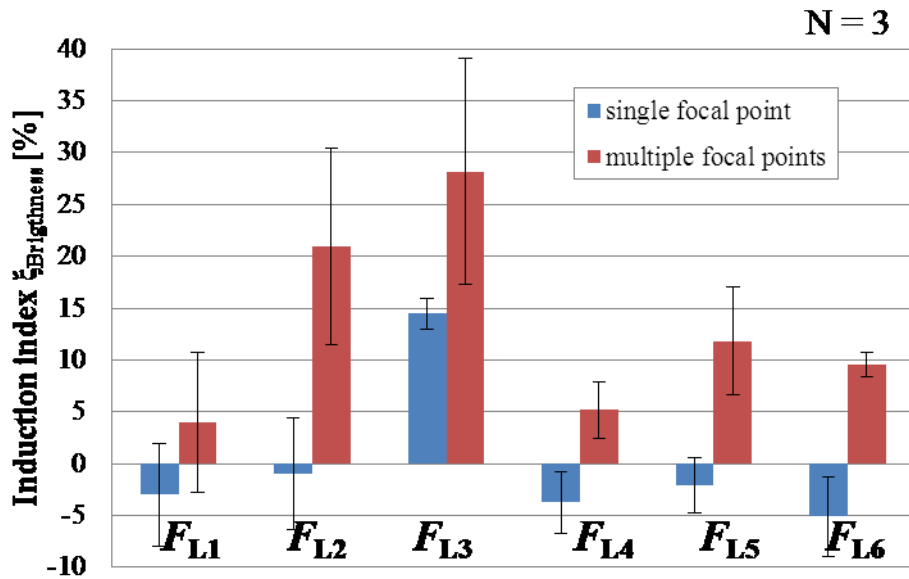 N = 3
Induction index ξBrigthness [%]
40
35
30
25
20
15
10
5
0
-5
-10
single focal point
multiple focal points
FL1 FL2 FL3 FL4 FL5 FL6